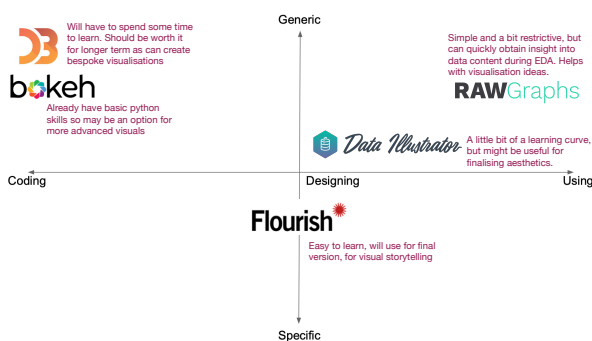 Generic
Will have to spend some time
to learn. Should be worth it
for longer term as can create
bespoke visualisations
D3
bokeh
Already have basic python
skills so may be an option for
more advanced visuals
Simple and a bit restrictive, but
can quickly obtain insight into
data content during EDA. Helps
with visualisation ideas.
RAWGraphs
Data Illustrator
A little bit of a learning curve,
but might be useful for
finalising aesthetics.
Coding
Designing
Using
Flourish
Easy to learn, will use for final
version, for visual storytelling
Specific